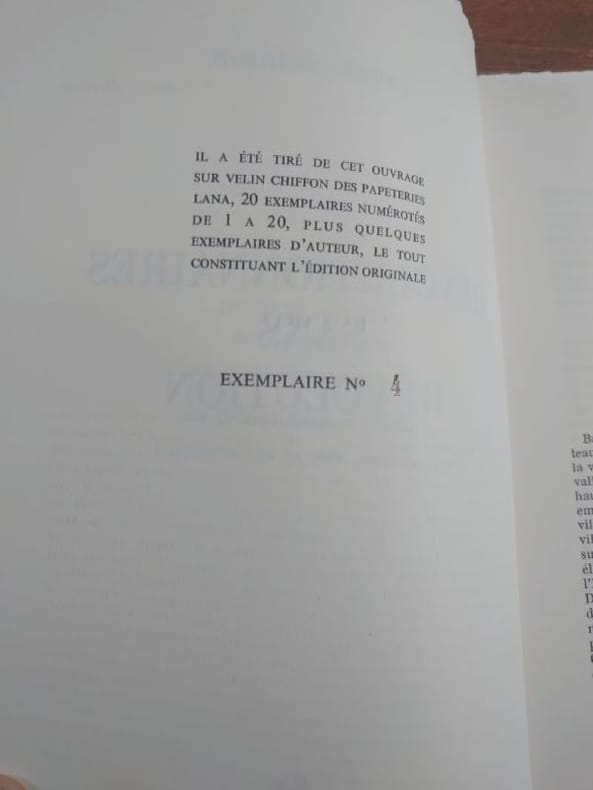 IL A ÉTÉ TIRÉ DE CET OUVRAGE
SUR VELIN CHIFFON DES PAPETERIES
LANA, 20 EXEMPLAIRES NUMÉROTÉS
DE 1 A 20, PLUS QUELQUES
EXEMPLAIRES D'AUTEUR, LE TOUT
CONSTITUANT L'ÉDITION ORIGINALE
EXEMPLAIRE Nº 4
la v